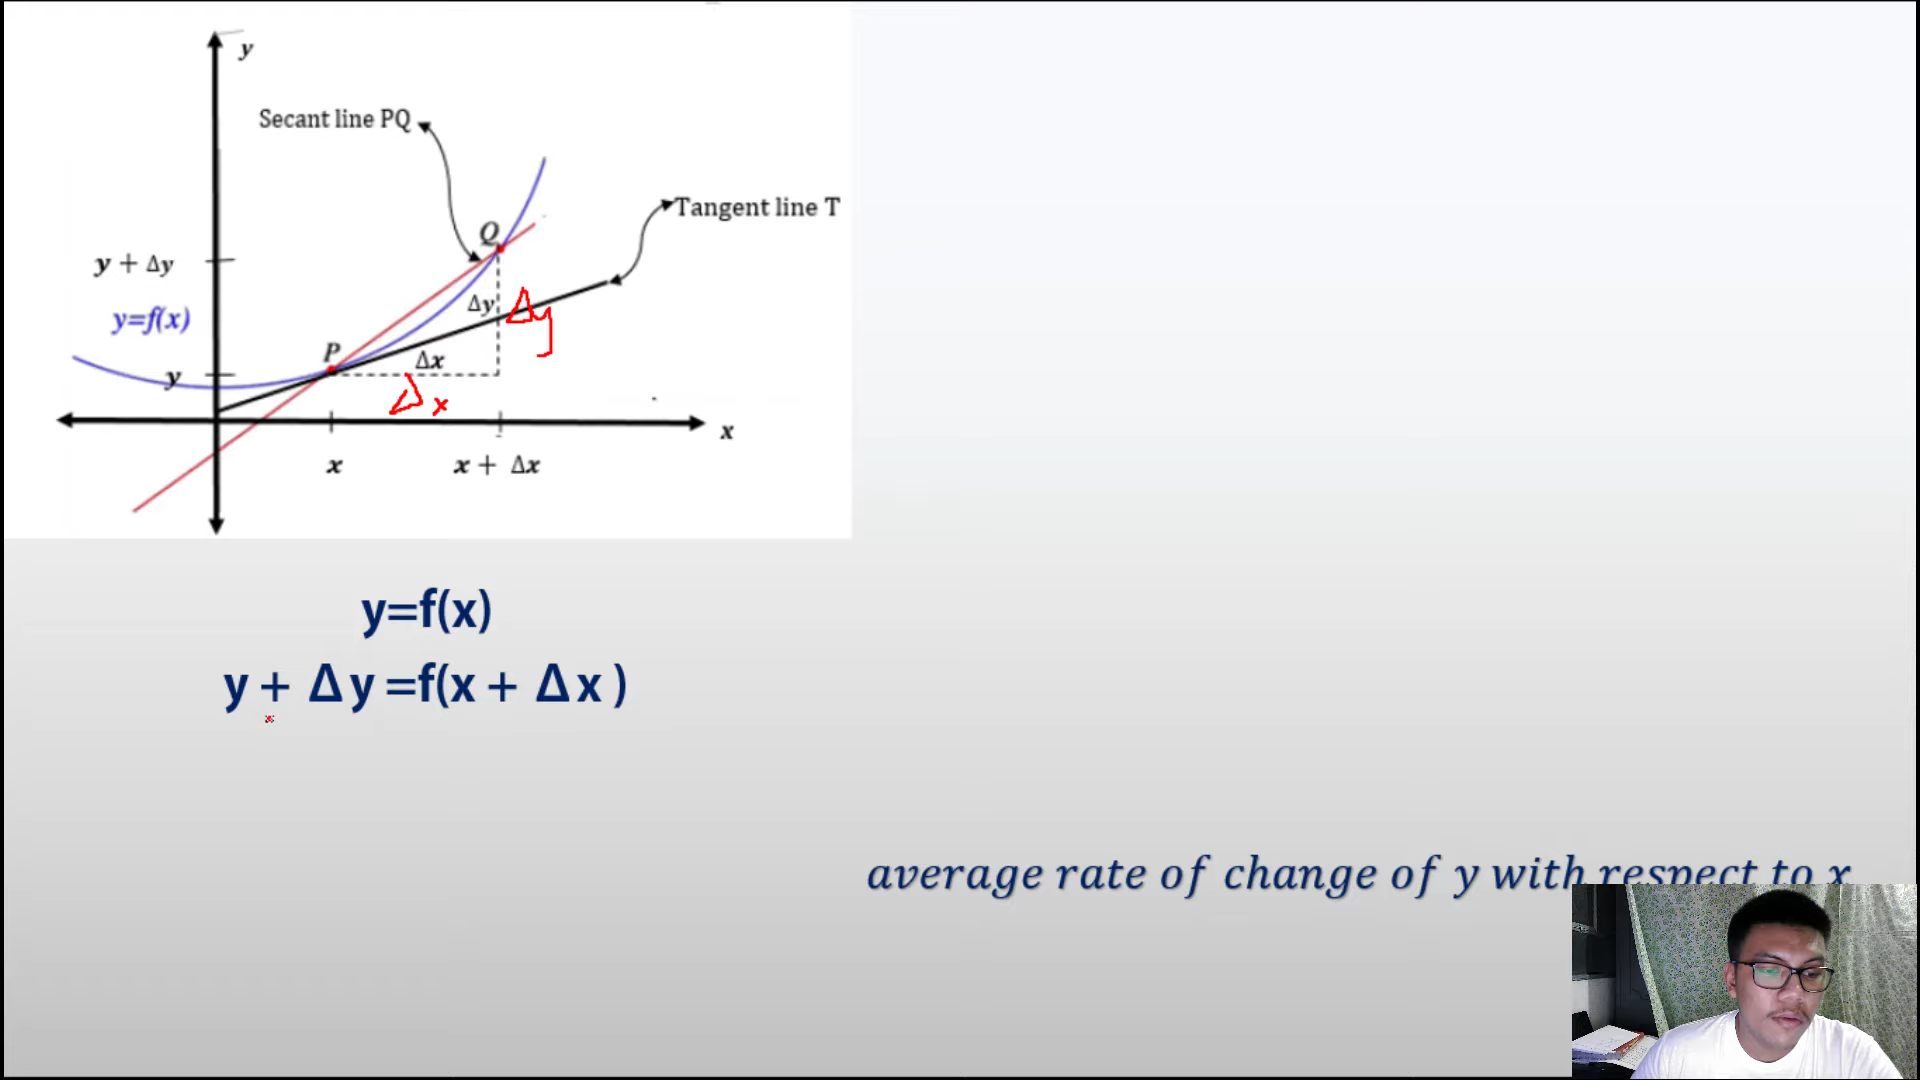 y
Secant line PQ
Tangent line T
Q
y + Δy
Δy
Δy
y=f(x)
P
Δx
y
Δx
x
x
x + Δx
y=f(x)
y + Δy =f(x + Δx )
average rate of change of y with respect to x